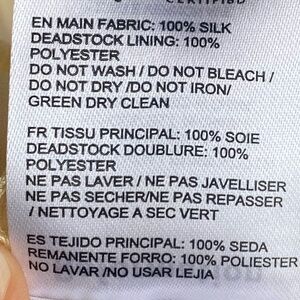 CERTIFIED
EN MAIN FABRIC: 100% SILK
DEADSTOCK LINING: 100%
POLYESTER
DO NOT WASH / DO NOT BLEACH /
DO NOT DRY /DO NOT IRON/
GREEN DRY CLEAN
FR TISSU PRINCIPAL: 100% SOIE
DEADSTOCK DOUBLURE: 100%
POLYESTER
NE PAS LAVER / NE PAS JAVELLISER
NE PAS SECHER/NE PAS REPASSER
/ NETTOYAGE A SEC VERT
ES TEJIDO PRINCIPAL: 100% SEDA
REMANENTE FORRO: 100% POLIESTER
NO LAVAR /NO USAR LEJIA